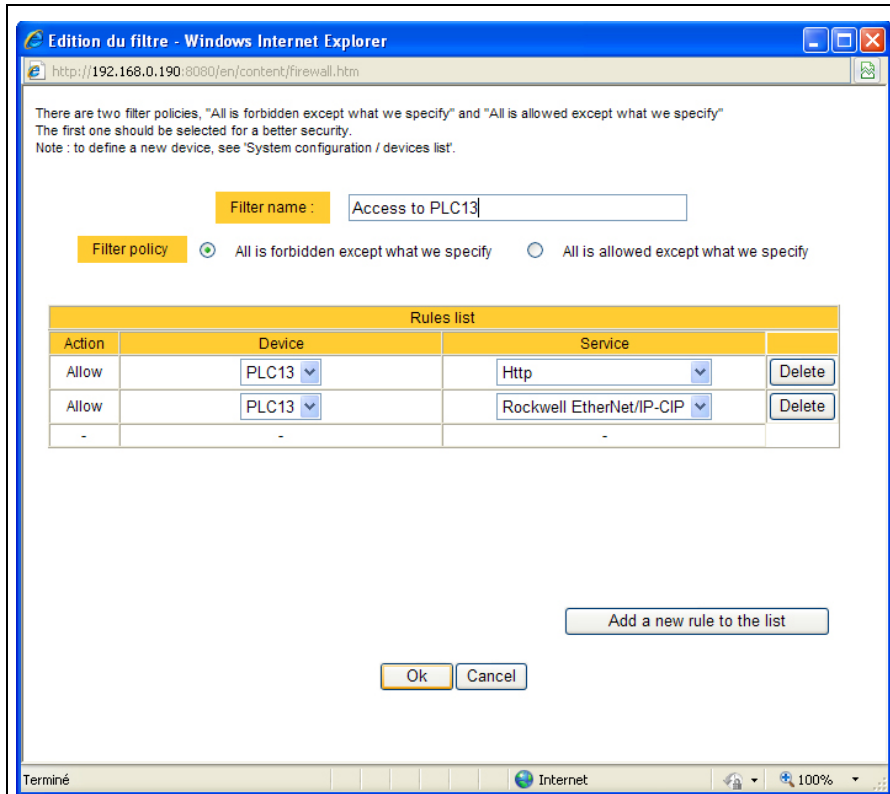 Edition du filtre - Windows Internet Explorer
http://192.168.0.190:8080/en/content/firewall.htm
There are two filter policies, "All is forbidden except what we specify" and "All is allowed except what we specify"
The first one should be selected for a better security.
Note : to define a new device, see 'System configuration / devices list'.
Filter name : Access to PLC13
Filter policy All is forbidden except what we specify All is allowed except what we specify
Rules list
Action Device Service
Allow PLC13 Http Delete
Allow PLC13 Rockwell EtherNet/IP-CIP Delete
- - -
Add a new rule to the list
Ok Cancel
Terminé Internet 100%